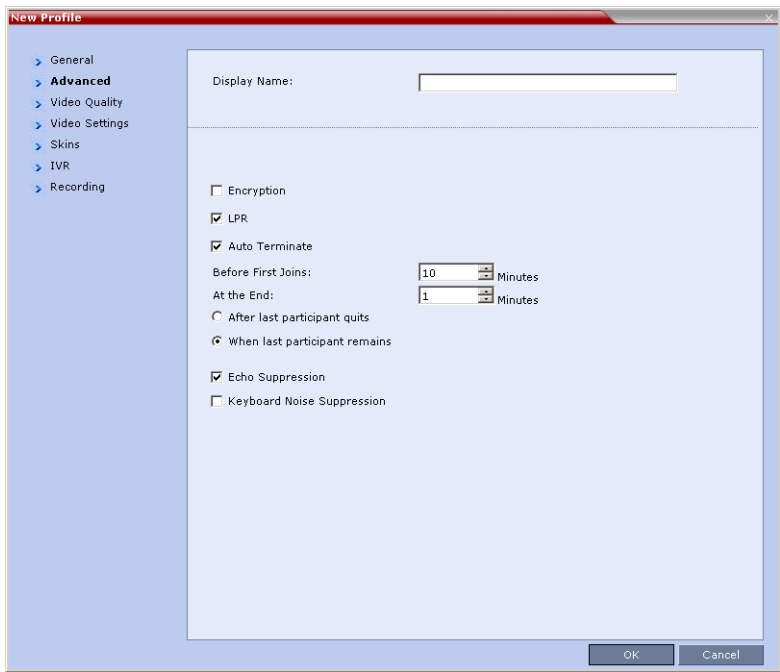 New Profile
General
Advanced
Video Quality
Video Settings
Skins
IVR
Recording
Display Name:
Encryption
LPR
Auto Terminate
Before First Joins: 10 Minutes
At the End: 1 Minutes
After last participant quits
When last participant remains
Echo Suppression
Keyboard Noise Suppression
OK Cancel